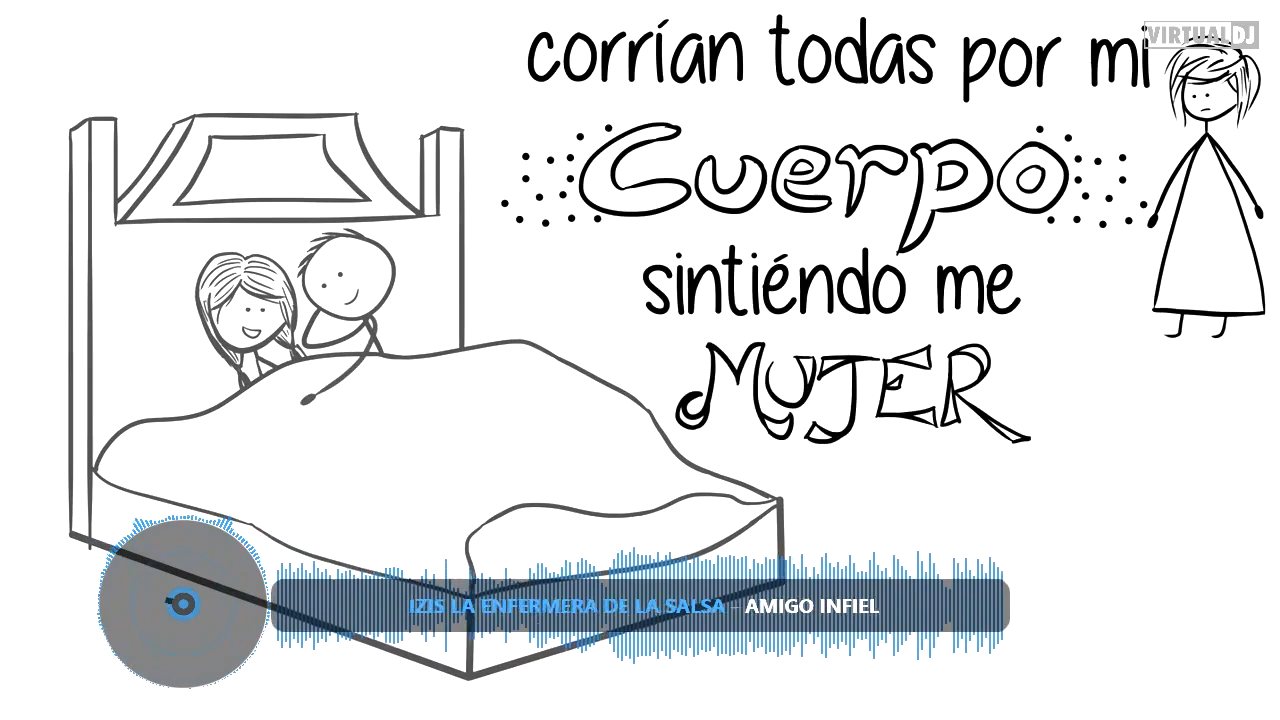 VIRTUALDJ
corrían todas por mi
Cuerpo
sintiéndo me
MUJER
IZIS LA ENFERMERA DE LA SALSA - AMIGO INFIEL